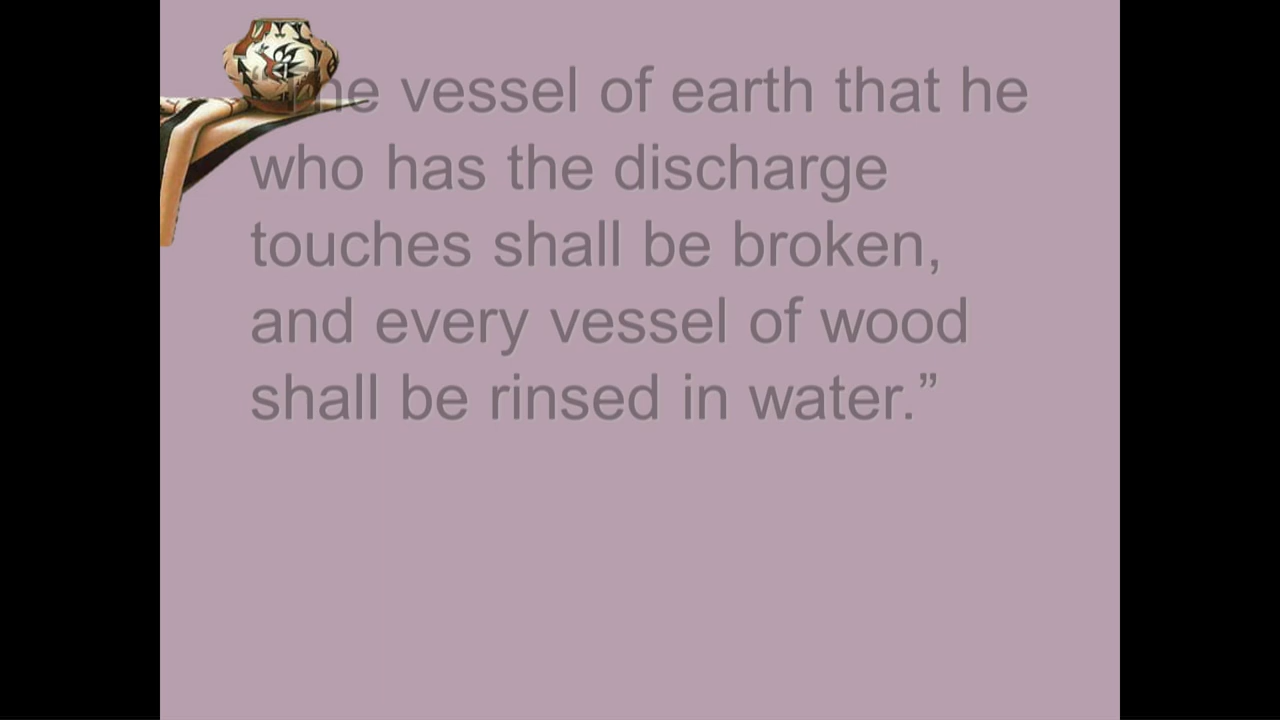 “The vessel of earth that he
who has the discharge
touches shall be broken,
and every vessel of wood
shall be rinsed in water.”